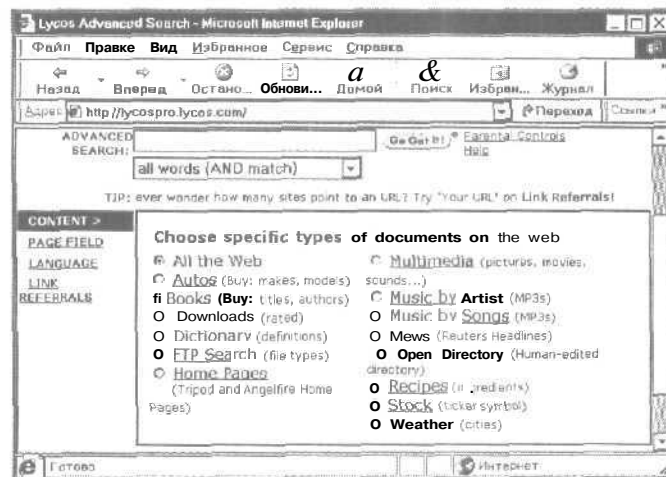 Lycos Advanced Search - Microsoft Internet Explorer
Файл Правке Вид Избранное Сервис Справка
a &
Назад Вперед Остано... Обнови... Домой Поиск Избран... Журнал
Адрес http://lycospro.lycos.com/ Переход Ссылки
ADVANCED SEARCH: Go Get It! Parental Controls
Help
all words (AND match)
TIP: ever wonder how many sites point to an URL? Try "Your URL" on Link Referrals!
CONTENT >
PAGE FIELD
LANGUAGE
LINK
REFERRALS
Choose specific types of documents on the web
All the Web
Autos (Buy: makes, models)
fi Books (Buy: titles, authors)
O Downloads (rated)
O Dictionary (definitions)
O FTP Search (file types)
Home Pages
(Tripod and Angelfire Home
Pages)
Multimedia (pictures, movies,
sounds...)
Music by Artist (MP3s)
O Music by Songs (MP3s)
O Mews (Reuters Headlines)
O Open Directory (Human-edited
directory)
O Recipes
O Stock (ticker symbol)
O Weather (cities)
Готово Интернет